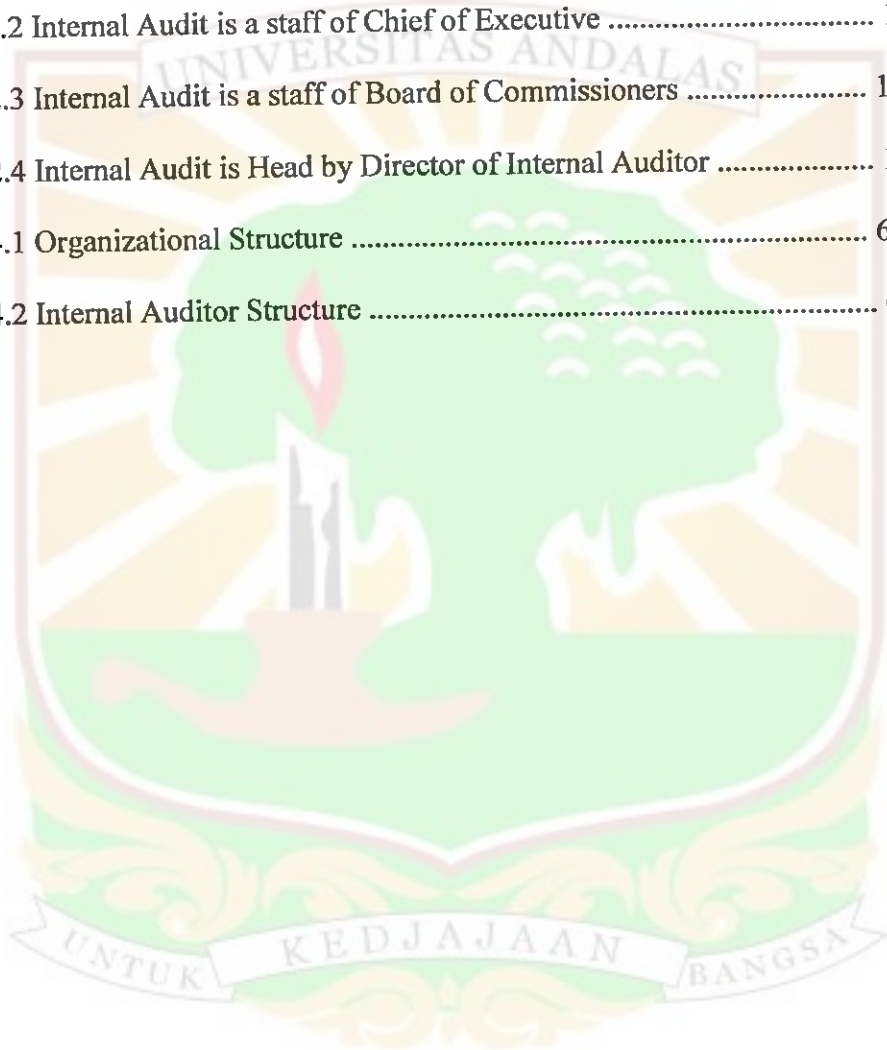 .2 Internal Audit is a staff of Chief of Executive ............................
UNIVERSITAS ANDALAS
.3 Internal Audit is a staff of Board of Commissioners ...................... 1
.4 Internal Audit is Head by Director of Internal Auditor ...................
.1 Organizational Structure ............................................................ 6
.2 Internal Auditor Structure ...........................................................
UNTUK KEDJAJAAN BANGSA